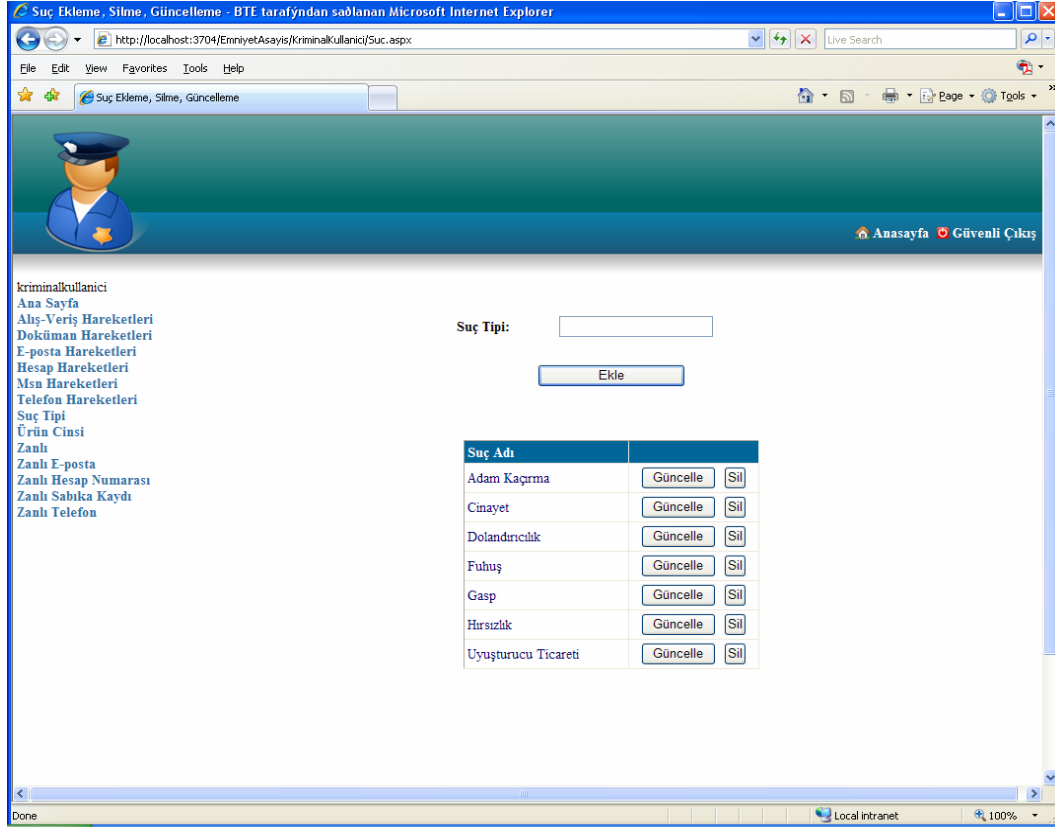 Suç Ekleme, Silme, Güncelleme - BTE tarafýndan saðlanan Microsoft Internet Explorer
http://localhost:3704/EmniyetAsayis/KriminalKullanici/Suc.aspx
Live Search
File Edit View Favorites Tools Help
Suç Ekleme, Silme, Güncelleme
Page Tools
Anasayfa Güvenli Çıkış
kriminalkullanici
Ana Sayfa
Alış-Veriş Hareketleri
Doküman Hareketleri
E-posta Hareketleri
Hesap Hareketleri
Msn Hareketleri
Telefon Hareketleri
Suç Tipi
Ürün Cinsi
Zanlı
Zanlı E-posta
Zanlı Hesap Numarası
Zanlı Sabıka Kaydı
Zanlı Telefon
Suç Tipi:
Ekle
Suç Adı
Adam Kaçırma Güncelle Sil
Cinayet Güncelle Sil
Dolandırıcılık Güncelle Sil
Fuhuş Güncelle Sil
Gasp Güncelle Sil
Hırsızlık Güncelle Sil
Uyuşturucu Ticareti Güncelle Sil
Done Local intranet 100%